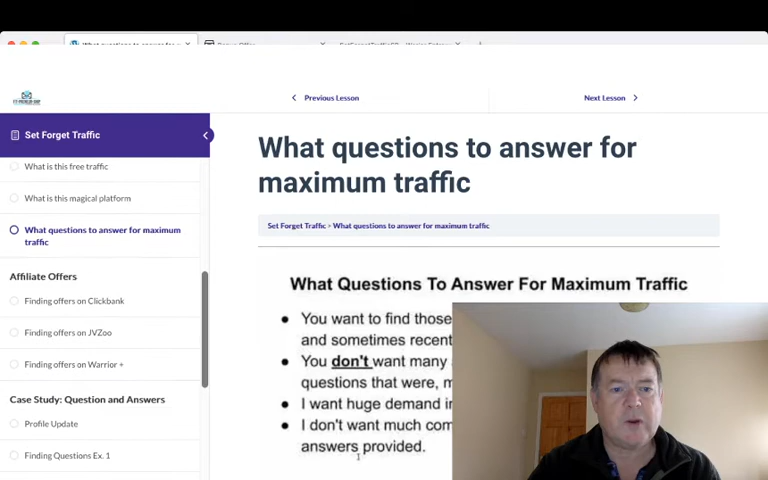 What questions to answer for
Previous Lesson
Next Lesson
Set Forget Traffic
What is this free traffic
What is this magical platform
What questions to answer for maximum
traffic
Affiliate Offers
Finding offers on Clickbank
Finding offers on JVZoo
Finding offers on Warrior +
Case Study: Question and Answers
Profile Update
Finding Questions Ex. 1
What questions to answer for
maximum traffic
Set Forget Traffic > What questions to answer for maximum traffic
What Questions To Answer For Maximum Traffic
You want to find those
and sometimes recent
You don't want many
questions that were, m
I want huge demand in
I don't want much com
answers provided.